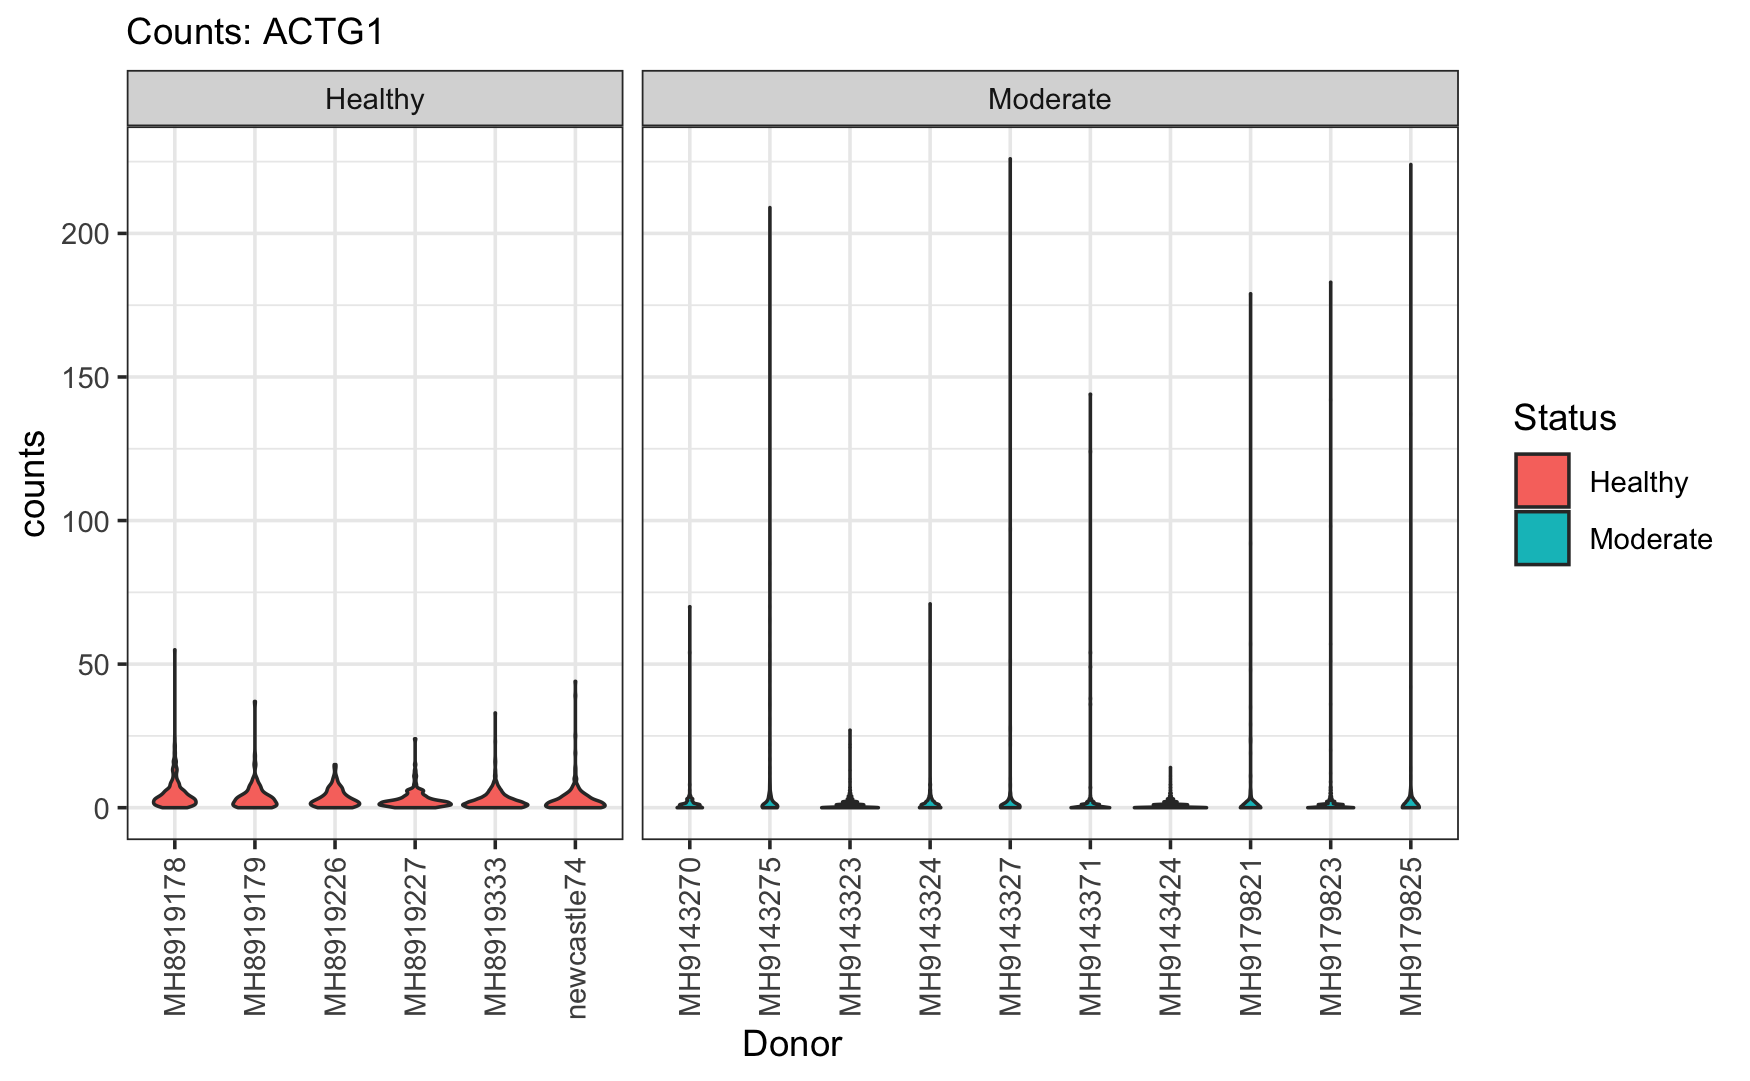 Counts: ACTG1
Healthy
Moderate
counts
200
150
100
50
0
MH8919178
MH8919179
MH8919226
MH8919227
MH8919333
newcastle74
MH9143270
MH9143275
MH9143323
MH9143324
MH9143327
MH9143371
MH9143424
MH9179821
MH9179823
MH9179825
Donor
Status
Healthy
Moderate